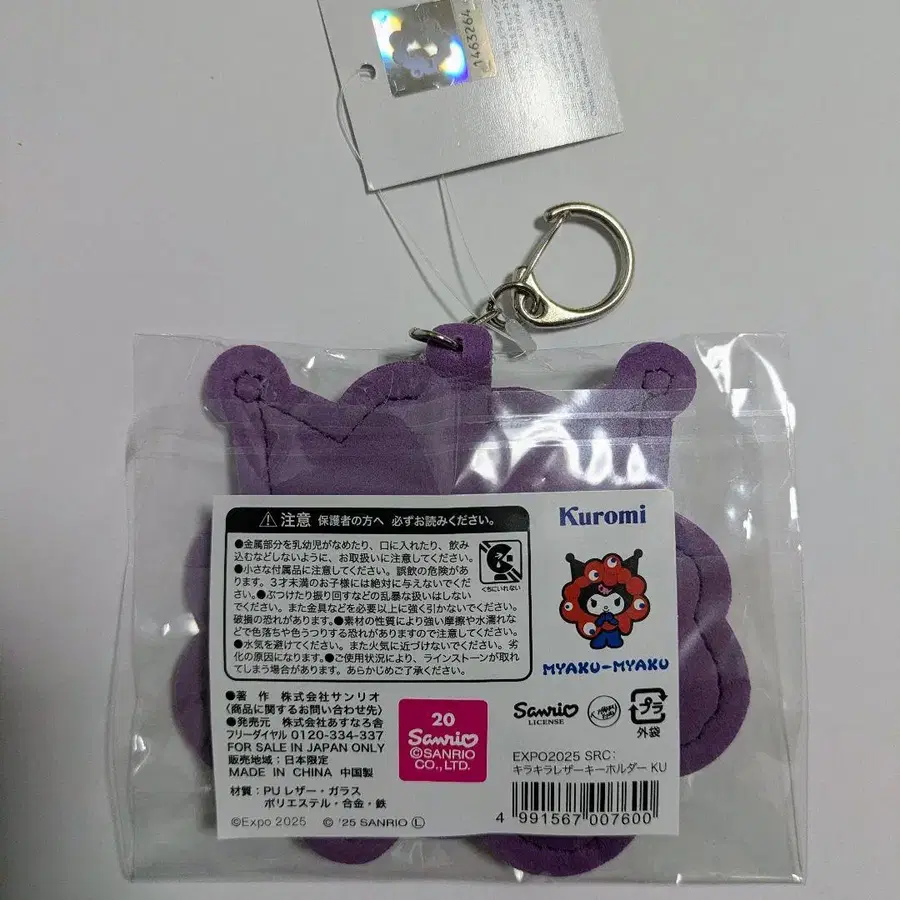 1463264
⚠注意 保護者の方へ 必ずお読みください。
●金属部分を乳幼児がなめたり、口に入れたり、飲み
込むなどしないように、お取扱いに注意してください。
●小さな付属品に注意してください。誤飲の危険があ
ります。3才未満のお子様には絶対に与えないでくだ
さい。●ぶつけたり振り回すなどの乱暴な扱いはしない
でください。また金具などを必要以上に強く引かないでください。
破損の恐れがあります。●素材の性質により強い摩擦や水濡れな
どで色落ちや色うつりする恐れがありますので注意してください。
●水気を避けてください。また火気に近づけないでください。劣
化の原因になります。●ご使用状況により、ラインストーンが取れ
てしまう場合があります。あらかじめご了承ください。
くちにいれない
Kuromi
MYAKU-MYAKU
●著 作 株式会社サンリオ
〈商品に関するお問い合わせ先〉
●発売元 株式会社あすなろ舎
フリーダイヤル 0120-334-337
FOR SALE IN JAPAN ONLY
販売地域:日本限定
MADE IN CHINA 中国製
材質:PU レザー・ガラス
ポリエステル・合金・鉄
©Expo 2025 © '25 SANRIO Ⓛ
20
Sanrio
©SANRIO
CO., LTD.
Sanrio
LICENSE
プラ
外袋
EXPO2025 SRC:
キラキラレザーキーホルダー KU
4 991567 007600